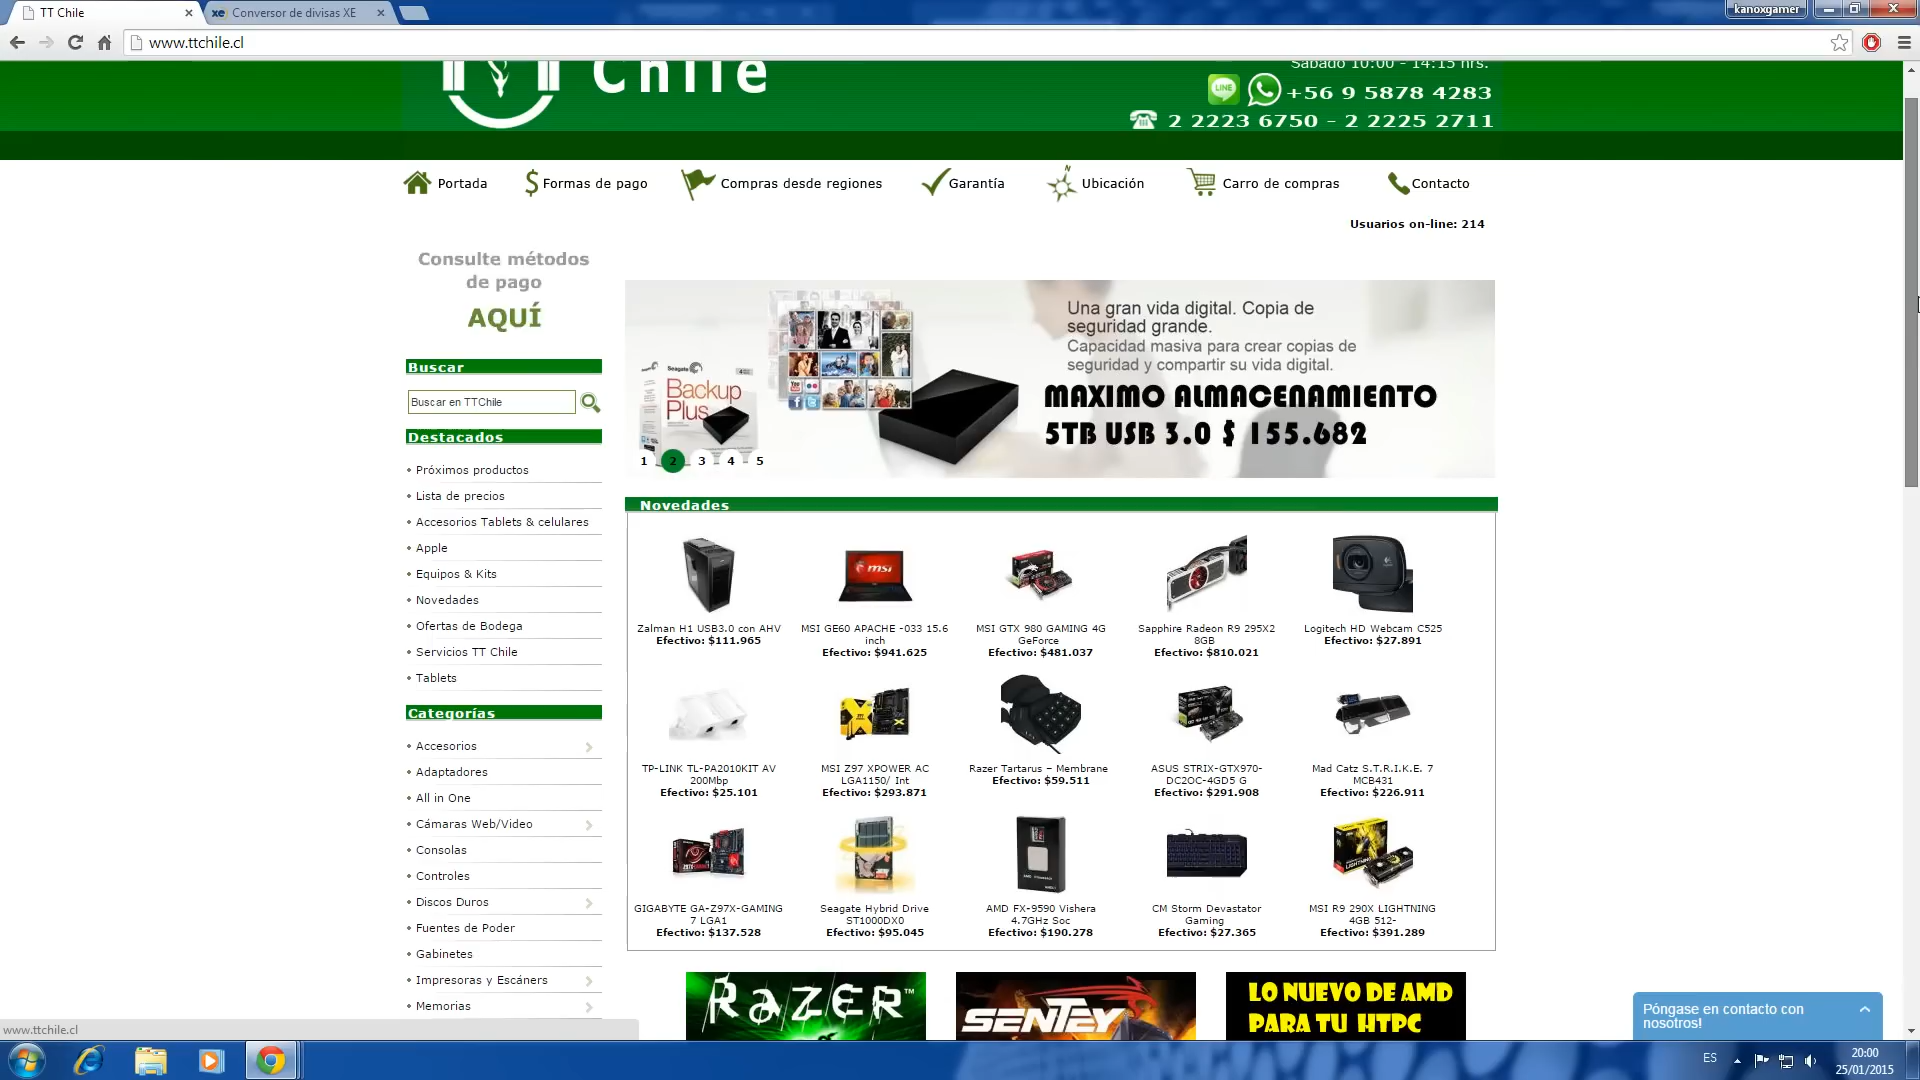 TT Chile
Conversor de divisas XE
kanoxgamer
www.ttchile.cl
Chile
Sábado 10:00 - 14:15 hrs.
LINE
+56 9 5878 4283
2 2223 6750 - 2 2225 2711
Portada
Formas de pago
Compras desde regiones
Garantía
Ubicación
Carro de compras
Contacto
Usuarios on-line: 214
Consulte métodos
de pago
AQUÍ
Buscar
Buscar en TTChile
Destacados
Próximos productos
Lista de precios
Accesorios Tablets & celulares
Apple
Equipos & Kits
Novedades
Ofertas de Bodega
Servicios TT Chile
Tablets
Categorías
Accesorios
Adaptadores
All in One
Cámaras Web/Video
Consolas
Controles
Discos Duros
Fuentes de Poder
Gabinetes
Impresoras y Escáners
Memorias
Una gran vida digital. Copia de
seguridad grande.
Capacidad masiva para crear copias de
seguridad y compartir su vida digital.
MAXIMO ALMACENAMIENTO
5TB USB 3.0 $ 155.682
Seagate
Backup
Plus
1 2 3 4 5
Novedades
Zalman H1 USB3.0 con AHV
Efectivo: $111.965
MSI GE60 APACHE -033 15.6
inch
Efectivo: $941.625
MSI GTX 980 GAMING 4G
GeForce
Efectivo: $481.037
Sapphire Radeon R9 295X2
8GB
Efectivo: $810.021
Logitech HD Webcam C525
Efectivo: $27.891
TP-LINK TL-PA2010KIT AV
200Mbp
Efectivo: $25.101
MSI Z97 XPOWER AC
LGA1150/ Int
Efectivo: $293.871
Razer Tartarus – Membrane
Efectivo: $59.511
ASUS STRIX-GTX970-
DC2OC-4GD5 G
Efectivo: $291.908
Mad Catz S.T.R.I.K.E. 7
MCB431
Efectivo: $226.911
GIGABYTE GA-Z97X-GAMING
7 LGA1
Efectivo: $137.528
Seagate Hybrid Drive
ST1000DX0
Efectivo: $95.045
AMD FX-9590 Vishera
4.7GHz Soc
Efectivo: $190.278
CM Storm Devastator
Gaming
Efectivo: $27.365
MSI R9 290X LIGHTNING
4GB 512-
Efectivo: $391.289
RAZER™
SENTEY
LO NUEVO DE AMD
PARA TU HTPC
Póngase en contacto con
nosotros!
www.ttchile.cl
ES
20:00
25/01/2015